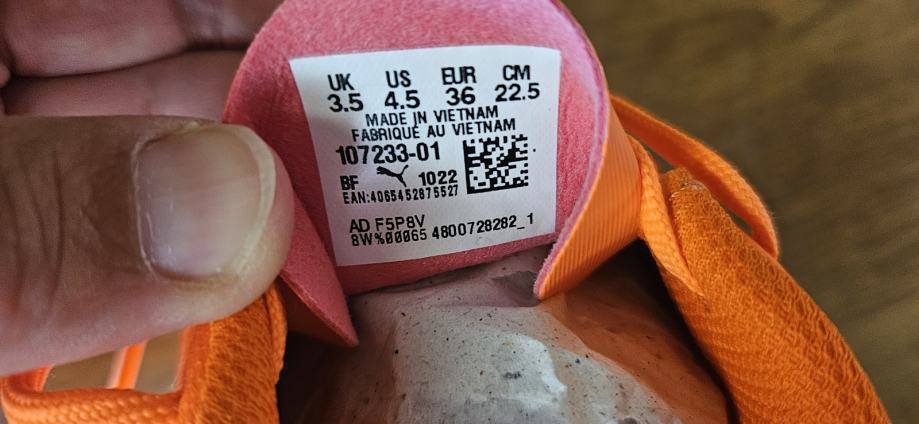 UK US EUR CM
3.5 4.5 36 22.5
MADE IN VIETNAM
FABRIQUÉ AU VIETNAM
107233-01
BF 1022
EAN:4065452875527
AD F5P8V
8W%00065 4800728282_1